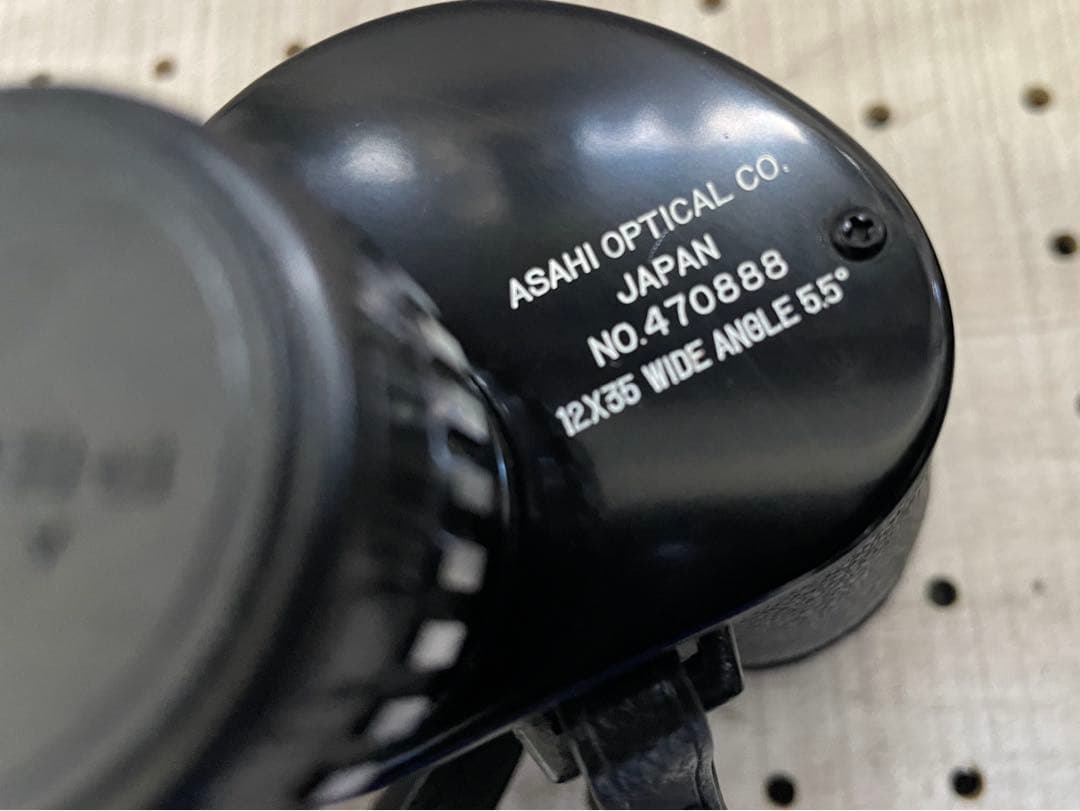 ASAHI OPTICAL CO.
JAPAN
NO.470888
12X35 WIDE ANGLE 5.5°